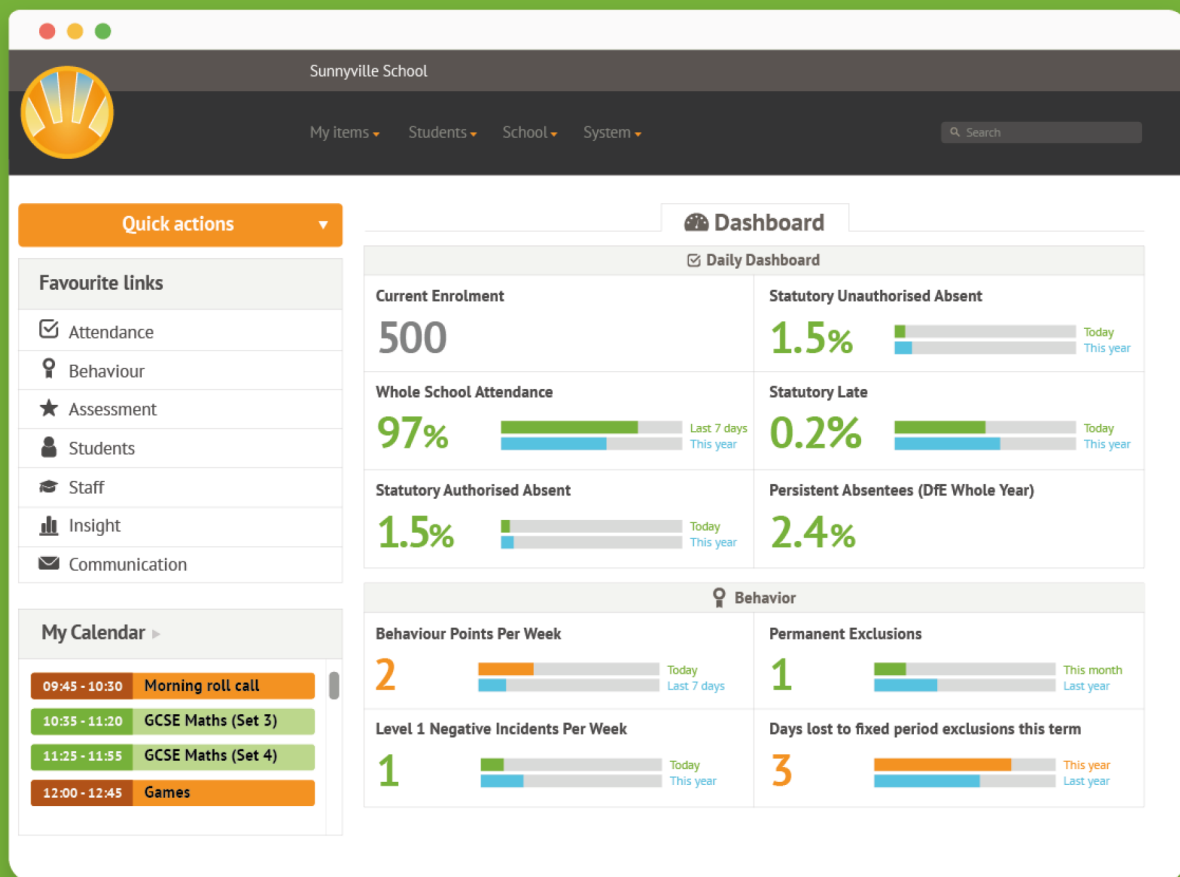 Sunnyville School
My items
Students
School
System
Search
Quick actions
Favourite links
Attendance
Behaviour
Assessment
Students
Staff
Insight
Communication
My Calendar
09:45 - 10:30 Morning roll call
10:35 - 11:20 GCSE Maths (Set 3)
11:25 - 11:55 GCSE Maths (Set 4)
12:00 - 12:45 Games
Dashboard
Daily Dashboard
Current Enrolment
500
Statutory Unauthorised Absent
1.5%
Today
This year
Whole School Attendance
97%
Last 7 days
This year
Statutory Late
0.2%
Today
This year
Statutory Authorised Absent
1.5%
Today
This year
Persistent Absentees (DfE Whole Year)
2.4%
Behavior
Behaviour Points Per Week
2
Today
Last 7 days
Permanent Exclusions
1
This month
Last year
Level 1 Negative Incidents Per Week
1
Today
This year
Days lost to fixed period exclusions this term
3
This year
Last year